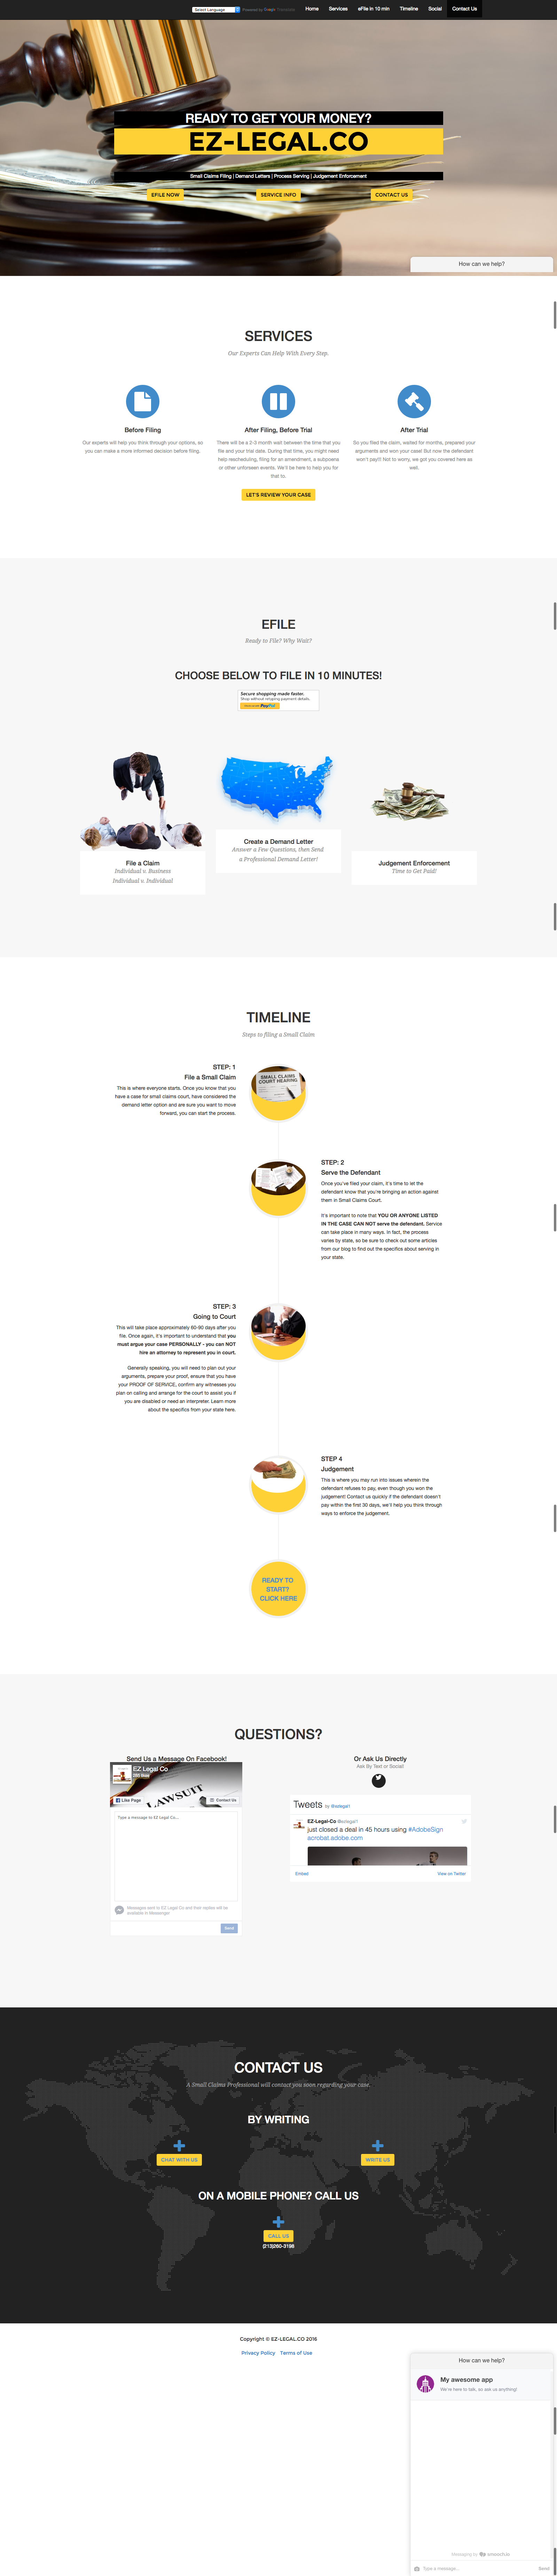 Select Language
Powered by Google Translate
Home
Services
eFile in 10 min
Timeline
Social
Contact Us
READY TO GET YOUR MONEY?
EZ-LEGAL.CO
Small Claims Filing | Demand Letters | Process Serving | Judgement Enforcement
EFILE NOW
SERVICE INFO
CONTACT US
How can we help?
SERVICES
Our Experts Can Help With Every Step.
Before Filing
Our experts will help you think through your options, so
you can make a more informed decision before filing.
After Filing, Before Trial
There will be a 2-3 month wait between the time that you
file and your trial date. During that time, you might need
help rescheduling, filing for an amendment, a subpoena
or other unforeseen events. We'll be here to help you for
that to.
After Trial
So you filed the claim, waited for months, prepared your
arguments and won your case! But now the defendant
won't pay!!! Not to worry, we got you covered here as
well.
LET'S REVIEW YOUR CASE
EFILE
Ready to File? Why Wait?
CHOOSE BELOW TO FILE IN 10 MINUTES!
Secure shopping made faster.
Shop without retyping payment details.
PayPal
File a Claim
Individual v. Business
Individual v. Individual
Create a Demand Letter
Answer a Few Questions, then Send
a Professional Demand Letter!
Judgement Enforcement
Time to Get Paid!
TIMELINE
Steps to filing a Small Claim
STEP: 1
File a Small Claim
This is where everyone starts. Once you know that you
have a case for small claims court, have considered the
demand letter option and are sure you want to move
forward, you can start the process.
SMALL CLAIMS
COURT HEARING
STEP: 2
Serve the Defendant
Once you've filed your claim, it's time to let the
defendant know that you're bringing an action against
them in Small Claims Court.
It's important to note that YOU OR ANYONE LISTED
IN THE CASE CAN NOT serve the defendant. Service
can take place in many ways. In fact, the process
varies by state, so be sure to check out some articles
from our blog to find out the specifics about serving in
your state.
STEP: 3
Going to Court
This will take place approximately 60-90 days after you
file. Once again, it's important to understand that you
must argue your case PERSONALLY - you can NOT
hire an attorney to represent you in court.
Generally speaking, you will need to plan out your
arguments, prepare your proof, ensure that you have
your PROOF OF SERVICE, confirm any witnesses you
plan on calling and arrange for the court to assist you if
you are disabled or need an interpreter. Learn more
about the specifics from your state here.
STEP 4
Judgement
This is where you may run into issues wherein the
defendant refuses to pay, even though you won the
judgement! Contact us quickly if the defendant doesn't
pay within the first 30 days, we'll help you think through
ways to enforce the judgement.
READY TO
START?
CLICK HERE
QUESTIONS?
Send Us a Message On Facebook!
EZ Legal Co
LAWSUIT
Like Page
Contact Us
Type a message to EZ Legal Co...
Messages sent to EZ Legal Co and their replies will be
available in Messenger
Send
Or Ask Us Directly
Ask By Text or Social!
Tweets by @ezlegal1
EZ-Legal-Co @ezlegal1
just closed a deal in 45 hours using #AdobeSign
acrobat.adobe.com
Embed
View on Twitter
CONTACT US
A Small Claims Professional will contact you soon regarding your case.
BY WRITING
CHAT WITH US
WRITE US
ON A MOBILE PHONE? CALL US
CALL US
(213)260-3198
Copyright © EZ-LEGAL.CO 2016
Privacy Policy
Terms of Use
How can we help?
My awesome app
We're here to talk, so ask us anything!
Messaging by smooch.io
Type a message...
Send